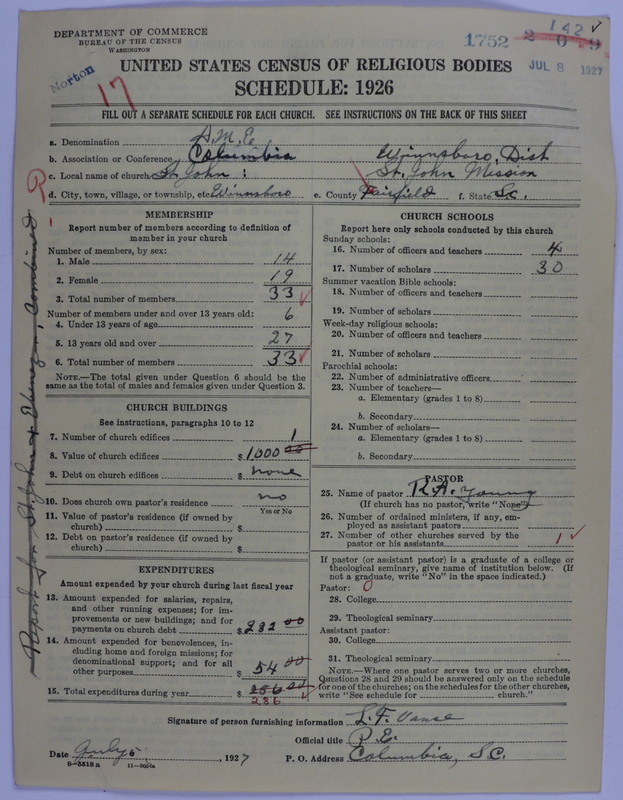 DEPARTMENT OF COMMERCE
BUREAU OF THE CENSUS
WASHINGTON
1752
2 0 9
142
JUL 8 1927
Norton
17
UNITED STATES CENSUS OF RELIGIOUS BODIES
SCHEDULE: 1926
FILL OUT A SEPARATE SCHEDULE FOR EACH CHURCH. SEE INSTRUCTIONS ON THE BACK OF THIS SHEET
a. Denomination A.M.E.
b. Association or Conference Columbia Winnsboro, Dist
c. Local name of church St. John : St. John Mission
d. City, town, village, or township, etc Winnsboro e. County Fairfield f. State S.C.
MEMBERSHIP
Report number of members according to definition of member in your church
Number of members, by sex:
1. Male 14
2. Female 19
3. Total number of members 33
Number of members under and over 13 years old:
4. Under 13 years of age 6
5. 13 years old and over 27
6. Total number of members 33
NOTE.—The total given under Question 6 should be the same as the total of males and females given under Question 3.
CHURCH BUILDINGS
See instructions, paragraphs 10 to 12
7. Number of church edifices 1
8. Value of church edifices $1,000 00
9. Debt on church edifices $ none
10. Does church own pastor's residence no
Yes or No
11. Value of pastor's residence (if owned by church) $
12. Debt on pastor's residence (if owned by church) $
EXPENDITURES
Amount expended by your church during last fiscal year
13. Amount expended for salaries, repairs, and other running expenses; for improvements or new buildings; and for payments on church debt $232 00
14. Amount expended for benevolences, including home and foreign missions; for denominational support; and for all other purposes $ 54 00
15. Total expenditures during year $ 256 00
286
CHURCH SCHOOLS
Report here only schools conducted by this church
Sunday schools:
16. Number of officers and teachers 4
17. Number of scholars 30
Summer vacation Bible schools:
18. Number of officers and teachers
19. Number of scholars
Week-day religious schools:
20. Number of officers and teachers
21. Number of scholars
Parochial schools:
22. Number of administrative officers
23. Number of teachers—
a. Elementary (grades 1 to 8)
b. Secondary
24. Number of scholars—
a. Elementary (grades 1 to 8)
b. Secondary
PASTOR
25. Name of pastor R.A. Young
(If church has no pastor, write "None")
26. Number of ordained ministers, if any, employed as assistant pastors
27. Number of other churches served by the pastor or his assistants 1
If pastor (or assistant pastor) is a graduate of a college or theological seminary, give name of institution below. (If not a graduate, write "No" in the space indicated.)
Pastor: 0
28. College
29. Theological seminary
Assistant pastor:
30. College
31. Theological seminary
NOTE.—Where one pastor serves two or more churches, Questions 28 and 29 should be answered only on the schedule for one of the churches; on the schedules for the other churches, write "See schedule for church."
Signature of person furnishing information L.F. Vanse
Official title P.E.
Date July 5, 1927 P. O. Address Columbia, S.C.
8-5518a
Report for St. John &
Combined